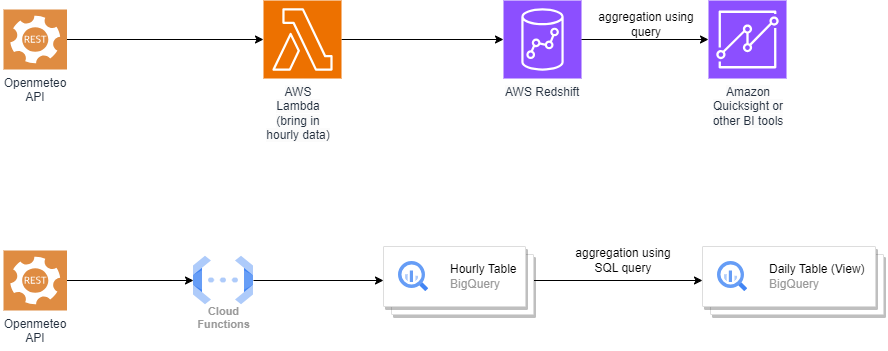 REST
Openmeteo
API
AWS
Lambda
(bring in
hourly data)
AWS Redshift
aggregation using
query
Amazon
Quicksight or
other BI tools
REST
Openmeteo
API
Cloud
Functions
Hourly Table
BigQuery
aggregation using
SQL query
Daily Table (View)
BigQuery